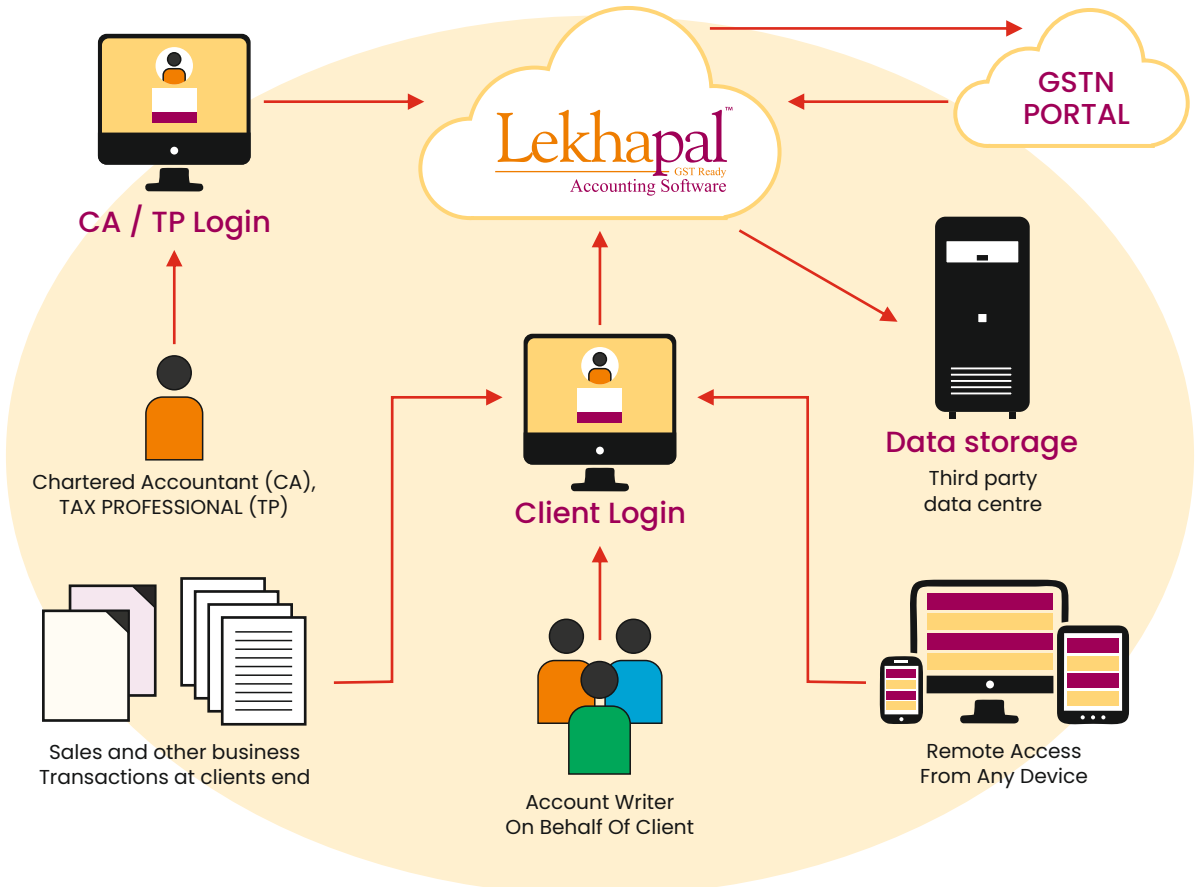 GSTN
PORTAL
Lekhapal™
GST Ready
Accounting Software
CA / TP Login
Chartered Accountant (CA),
TAX PROFESSIONAL (TP)
Data storage
Third party
data centre
Client Login
Sales and other business
Transactions at clients end
Account Writer
On Behalf Of Client
Remote Access
From Any Device